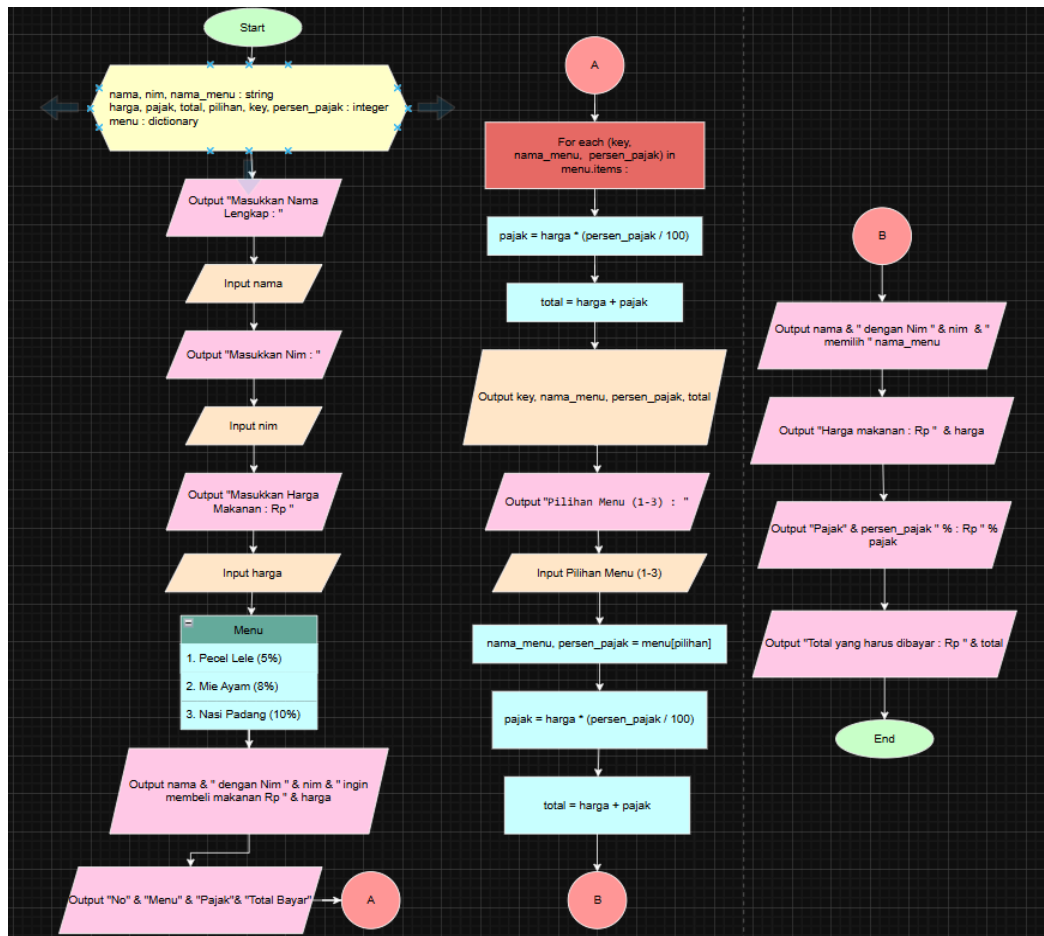 Start
nama, nim, nama_menu : string
harga, pajak, total, pilihan, key, persen_pajak : integer
menu : dictionary
Output "Masukkan Nama
Lengkap : "
Input nama
Output "Masukkan Nim : "
Input nim
Output "Masukkan Harga
Makanan : Rp "
Input harga
Menu
1. Pecel Lele (5%)
2. Mie Ayam (8%)
3. Nasi Padang (10%)
Output nama & " dengan Nim " & nim & " ingin
membeli makanan Rp " & harga
Output "No" & "Menu" & "Pajak"& "Total Bayar"
A
A
For each (key,
nama_menu, persen_pajak) in
menu.items :
pajak = harga * (persen_pajak / 100)
total = harga + pajak
Output key, nama_menu, persen_pajak, total
Output "Pilihan Menu (1-3) : "
Input Pilihan Menu (1-3)
nama_menu, persen_pajak = menu[pilihan]
pajak = harga * (persen_pajak / 100)
total = harga + pajak
B
B
Output nama & " dengan Nim " & nim & "
memilih " nama_menu
Output "Harga makanan : Rp " & harga
Output "Pajak" & persen_pajak " % : Rp " %
pajak
Output "Total yang harus dibayar : Rp " & total
End